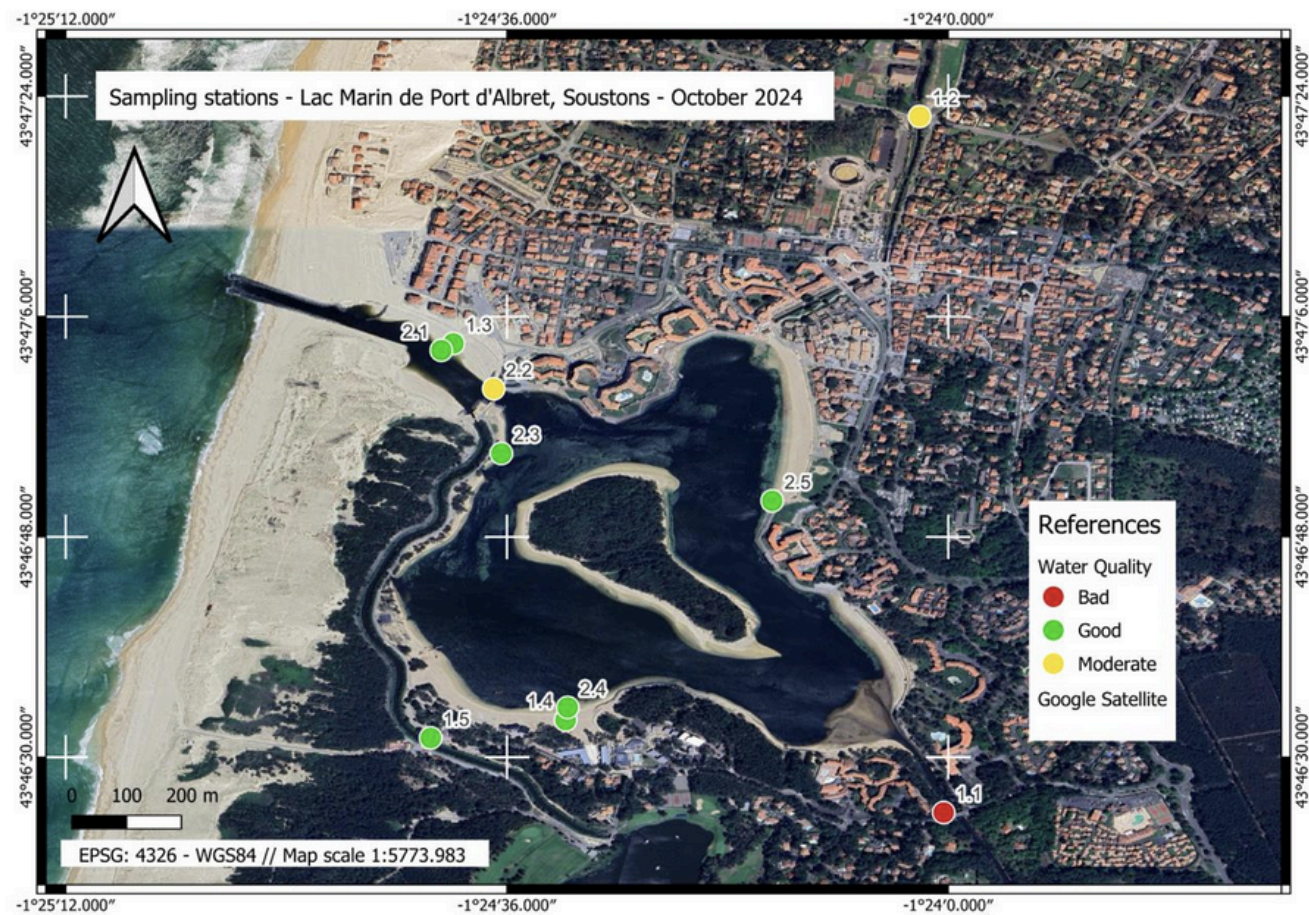 -1°25′12.000″
-1°24′36.000″
-1°24′0.000″
43°47′24.000″
43°47′24.000″
Sampling stations - Lac Marin de Port d'Albret, Soustons - October 2024
1.2
43°47′6.000″
43°47′6.000″
2.1
1.3
2.2
2.3
2.5
43°46′48.000″
43°46′48.000″
References
Water Quality
Bad
Good
Moderate
Google Satellite
1.4
2.4
1.5
43°46′30.000″
43°46′30.000″
1.1
0 100 200 m
EPSG: 4326 - WGS84 // Map scale 1:5773.983
-1°25′12.000″
-1°24′36.000″
-1°24′0.000″